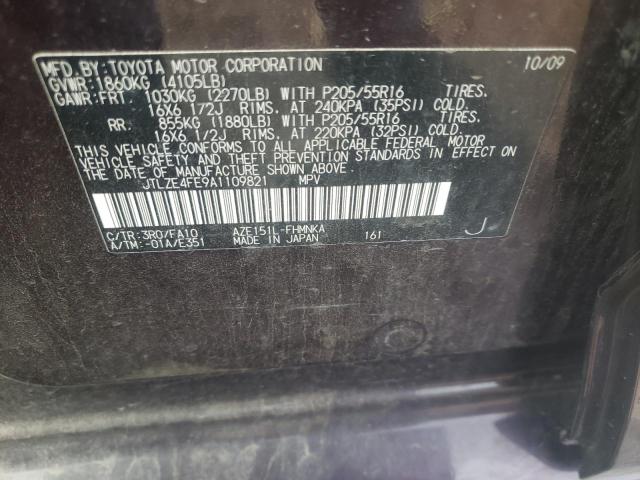 MFD. BY: TOYOTA MOTOR CORPORATION 10/09
GVWR: 1860KG (4105LB)
GAWR: FRT. 1030KG (2270LB) WITH P205/55R16 TIRES.
16X6 1/2J RIMS. AT 240KPA (35PSI) COLD.
RR. 855KG (1880LB) WITH P205/55R16 TIRES.
16X6 1/2J RIMS. AT 220KPA (32PSI) COLD.
THIS VEHICLE CONFORMS TO ALL APPLICABLE FEDERAL MOTOR
VEHICLE SAFETY AND THEFT PREVENTION STANDARDS IN EFFECT ON
THE DATE OF MANUFACTURE SHOWN ABOVE.
JTLZE4FE9A1109821 MPV
C/TR: 3R0/FA10 AZE151L-FHMNKA J
A/TM: -01A/E351 MADE IN JAPAN 161